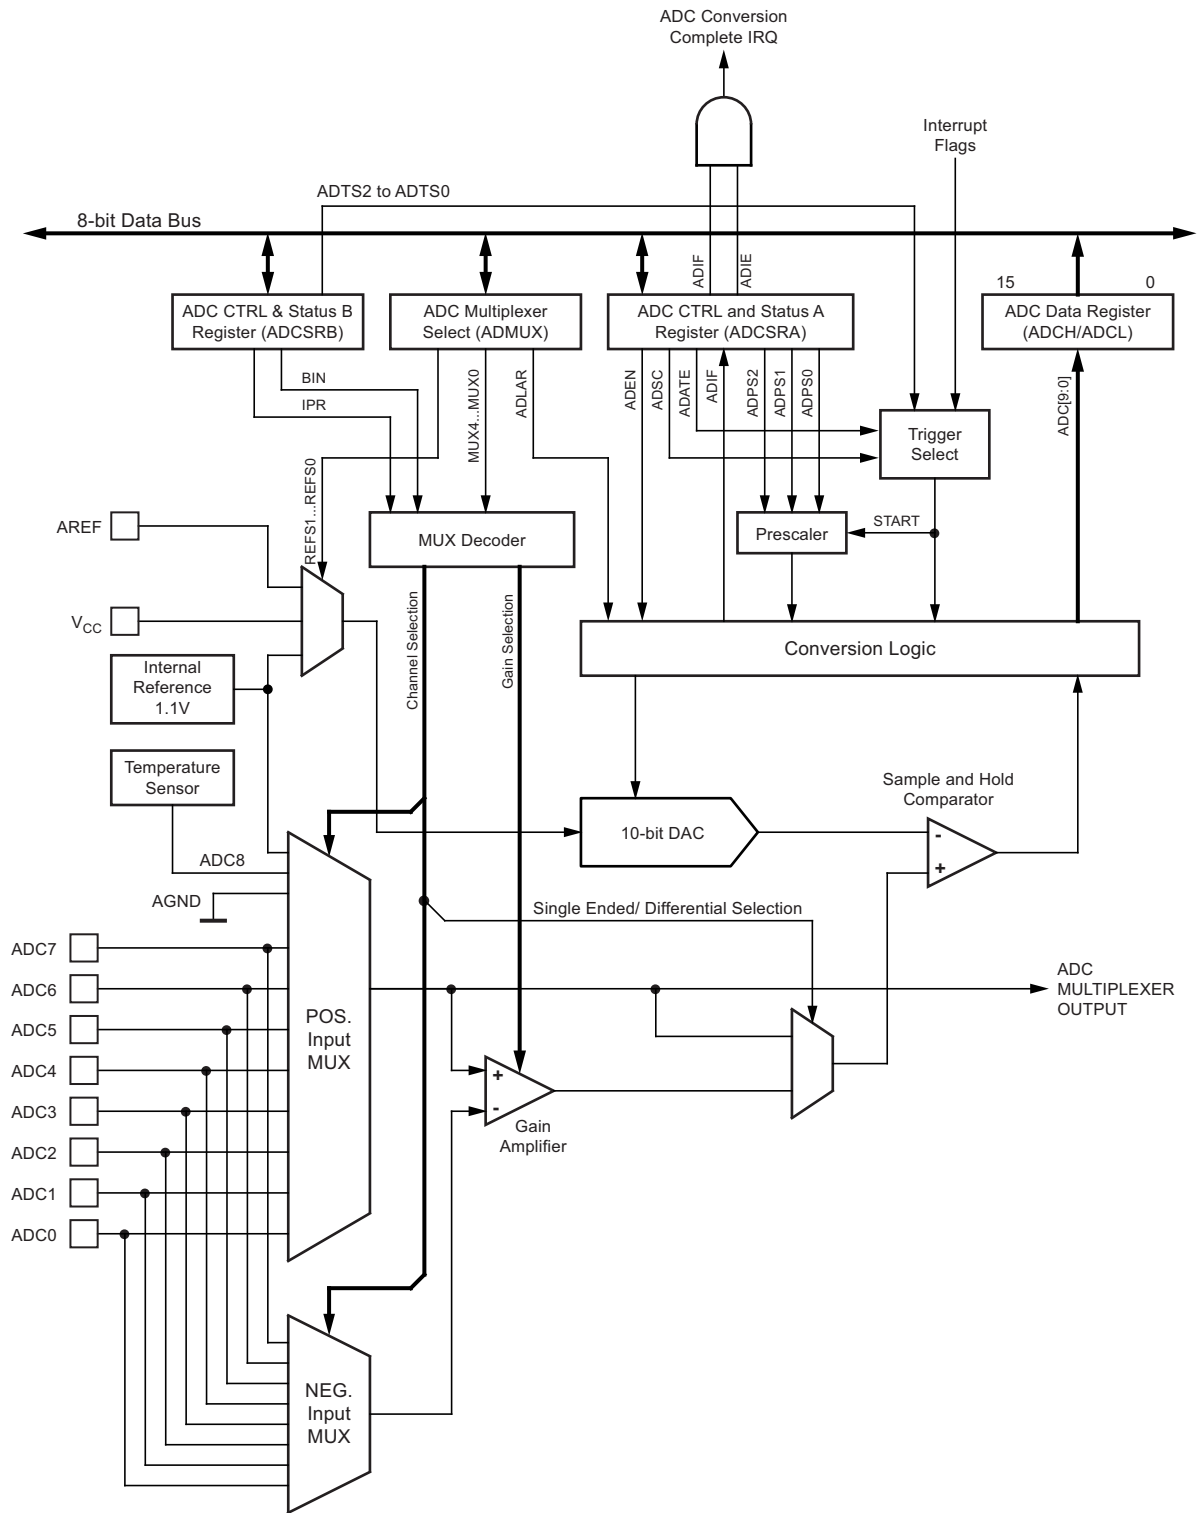 ADC Conversion
Complete IRQ
Interrupt
Flags
ADTS2 to ADTS0
8-bit Data Bus
ADIF
ADIE
15
0
ADC CTRL & Status B
Register (ADCSRB)
ADC Multiplexer
Select (ADMUX)
ADC CTRL and Status A
Register (ADCSRA)
ADC Data Register
(ADCH/ADCL)
BIN
IPR
REFS1...REFS0
MUX4...MUX0
ADLAR
ADEN
ADSC
ADATE
ADIF
ADPS2
ADPS1
ADPS0
ADC[9:0]
Trigger
Select
AREF
MUX Decoder
Prescaler
START
VCC
Channel Selection
Gain Selection
Conversion Logic
Internal
Reference
1.1V
Temperature
Sensor
Sample and Hold
Comparator
10-bit DAC
-
+
ADC8
AGND
Single Ended/ Differential Selection
ADC7
ADC6
ADC5
ADC4
ADC3
ADC2
ADC1
ADC0
POS.
Input
MUX
ADC
MULTIPLEXER
OUTPUT
+
-
Gain
Amplifier
NEG.
Input
MUX